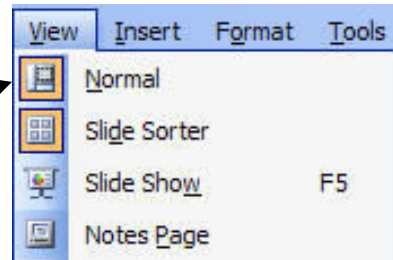 View Insert Format Tools
Normal
Slide Sorter
Slide Show F5
Notes Page